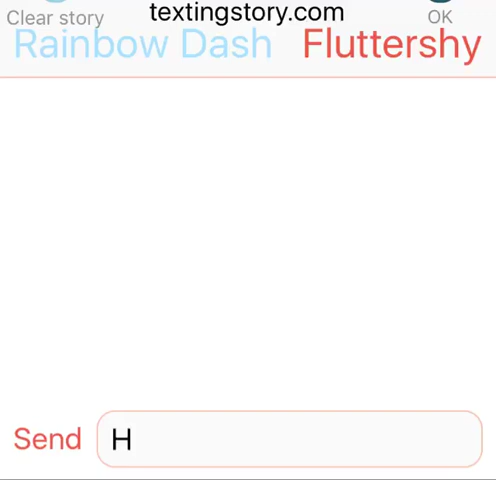 textingstory.com
Clear story
OK
Rainbow Dash
Fluttershy
Send
H